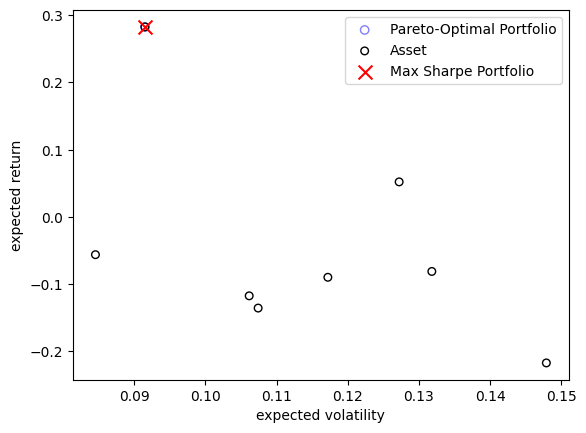 0.3
0.2
0.1
0.0
−0.1
−0.2
expected return
Pareto-Optimal Portfolio
Asset
Max Sharpe Portfolio
0.09
0.10
0.11
0.12
0.13
0.14
0.15
expected volatility